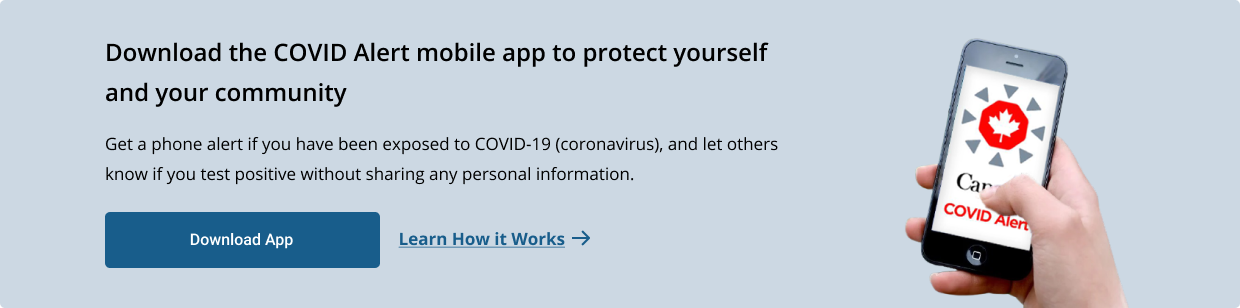 Download the COVID Alert mobile app to protect yourself
and your community
Get a phone alert if you have been exposed to COVID-19 (coronavirus), and let others
know if you test positive without sharing any personal information.
Download App
Learn How it Works
COVID Alert